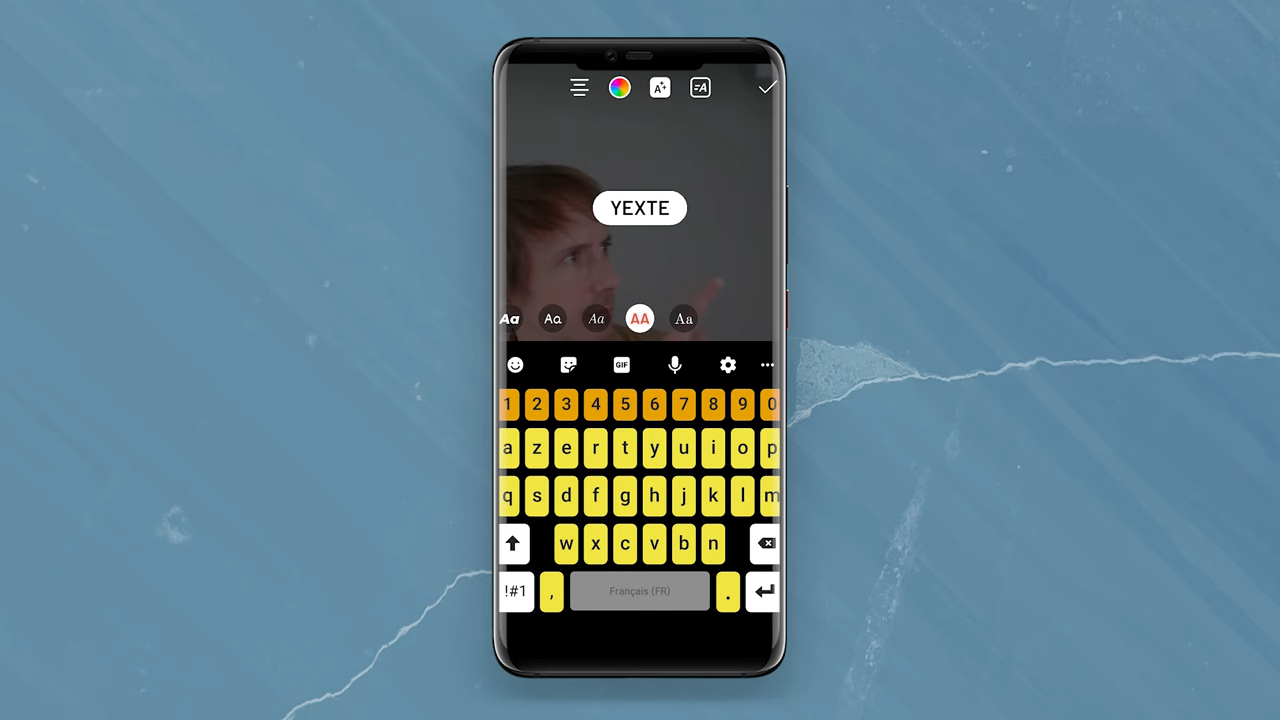 A
=A
YEXTE
Aa Aa Aa AA Aa
GIF
1 2 3 4 5 6 7 8 9 0
a z e r t y u i o p
q s d f g h j k l m
w x c v b n
!#1 , Français (FR) .